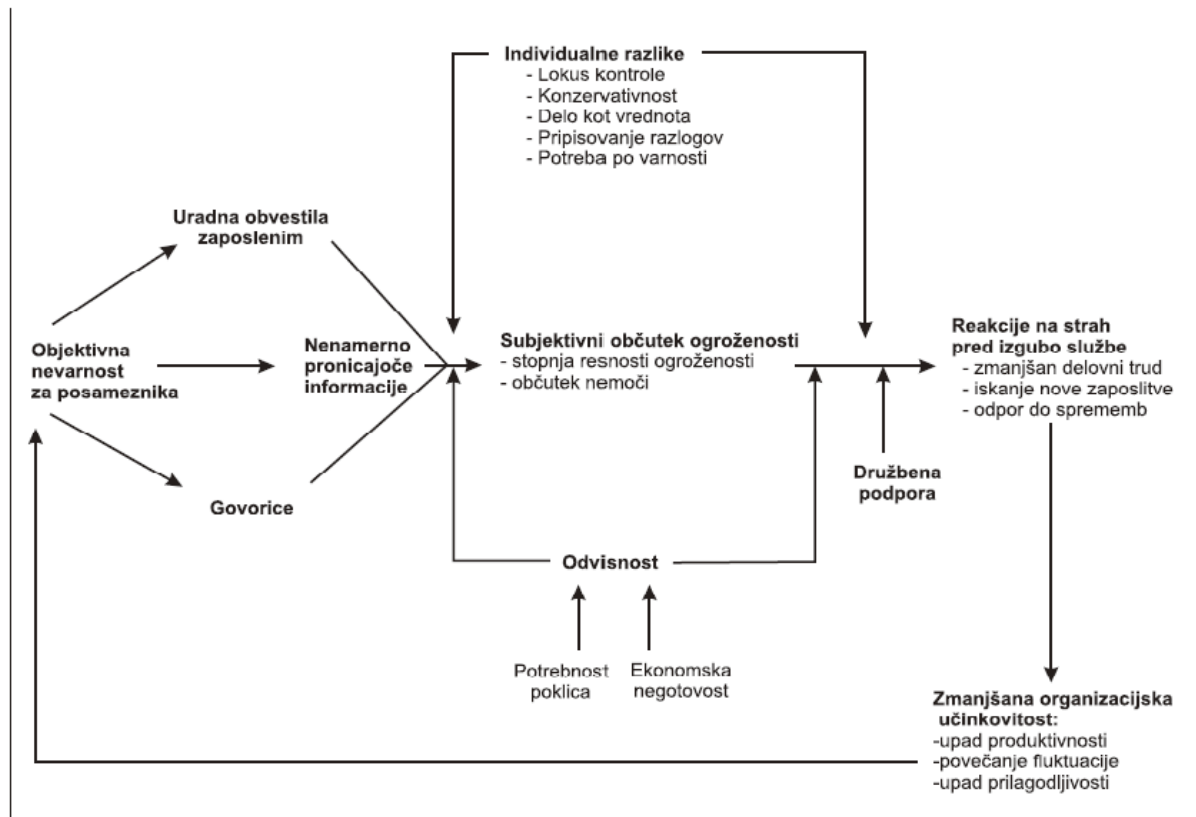 Individualne razlike
- Lokus kontrole
- Konzervativnost
- Delo kot vrednota
- Pripisovanje razlogov
- Potreba po varnosti
Uradna obvestila
zaposlenim
Objektivna
nevarnost
za posameznika
Nenamerno
pronicajoče
informacije
Govorice
Subjektivni občutek ogroženosti
- stopnja resnosti ogroženosti
- občutek nemoči
Reakcije na strah
pred izgubo službe
- zmanjšan delovni trud
- iskanje nove zaposlitve
- odpor do sprememb
Družbena
podpora
Odvisnost
Potrebnost
poklica
Ekonomska
negotovost
Zmanjšana organizacijska
učinkovitost:
-upad produktivnosti
-povečanje fluktuacije
-upad prilagodljivosti